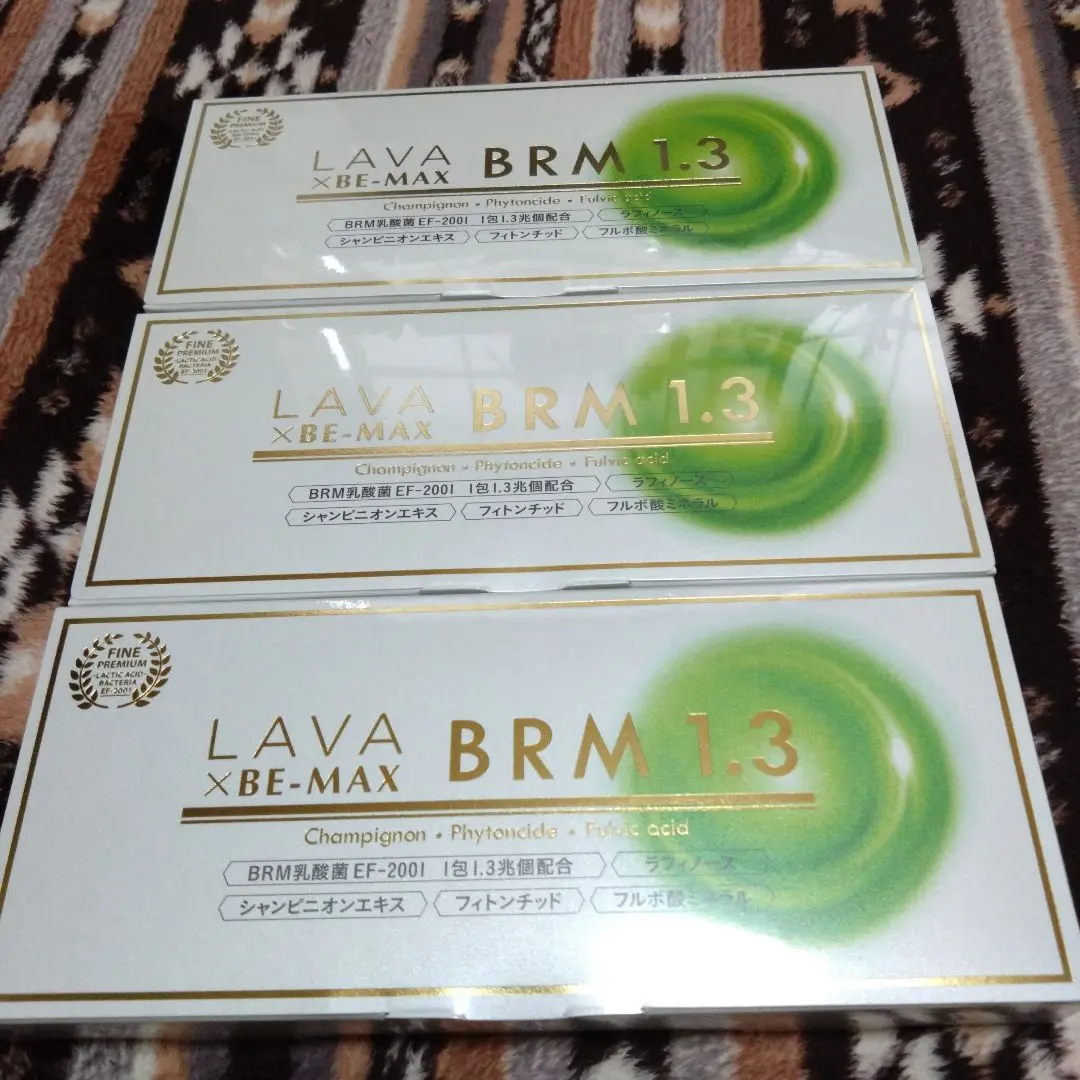 FINE
PREMIUM
LACTIC ACID
BACTERIA
EF-2001
LAVA
×BE-MAX
BRM 1.3
Champignon • Phytoncide • Fulvic acid
BRM乳酸菌 EF-2001 1包1.3兆個配合
ラフィノース
シャンピニオンエキス
フィトンチッド
フルボ酸ミネラル
FINE
PREMIUM
LACTIC ACID
BACTERIA
EF-2001
LAVA
×BE-MAX
BRM 1.3
Champignon • Phytoncide • Fulvic acid
BRM乳酸菌 EF-2001 1包1.3兆個配合
ラフィノース
シャンピニオンエキス
フィトンチッド
フルボ酸ミネラル
FINE
PREMIUM
LACTIC ACID
BACTERIA
EF-2001
LAVA
×BE-MAX
BRM 1.3
Champignon • Phytoncide • Fulvic acid
BRM乳酸菌 EF-2001 1包1.3兆個配合
ラフィノース
シャンピニオンエキス
フィトンチッド
フルボ酸ミネラル